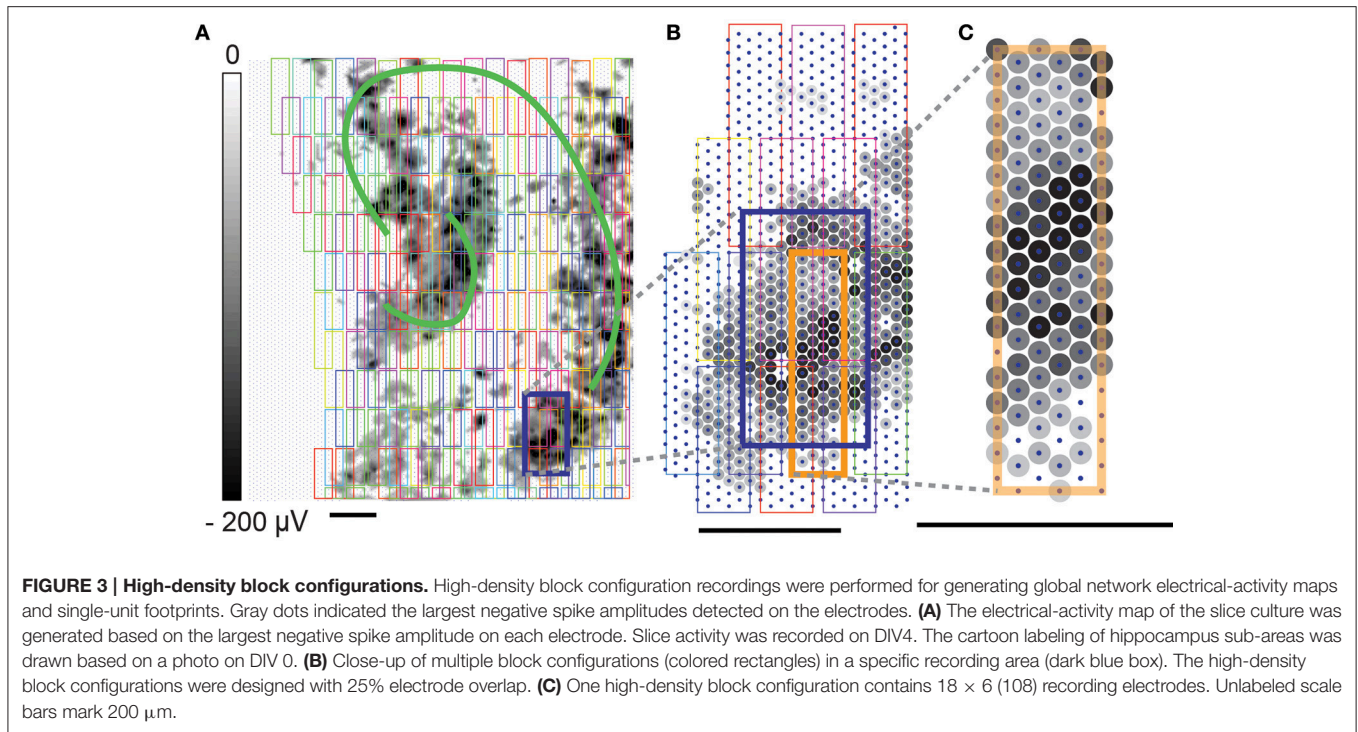 A
B
C
0
- 200 μV
FIGURE 3 | High-density block configurations. High-density block configuration recordings were performed for generating global network electrical-activity maps
and single-unit footprints. Gray dots indicated the largest negative spike amplitudes detected on the electrodes. (A) The electrical-activity map of the slice culture was
generated based on the largest negative spike amplitude on each electrode. Slice activity was recorded on DIV4. The cartoon labeling of hippocampus sub-areas was
drawn based on a photo on DIV 0. (B) Close-up of multiple block configurations (colored rectangles) in a specific recording area (dark blue box). The high-density
block configurations were designed with 25% electrode overlap. (C) One high-density block configuration contains 18 × 6 (108) recording electrodes. Unlabeled scale
bars mark 200 μm.